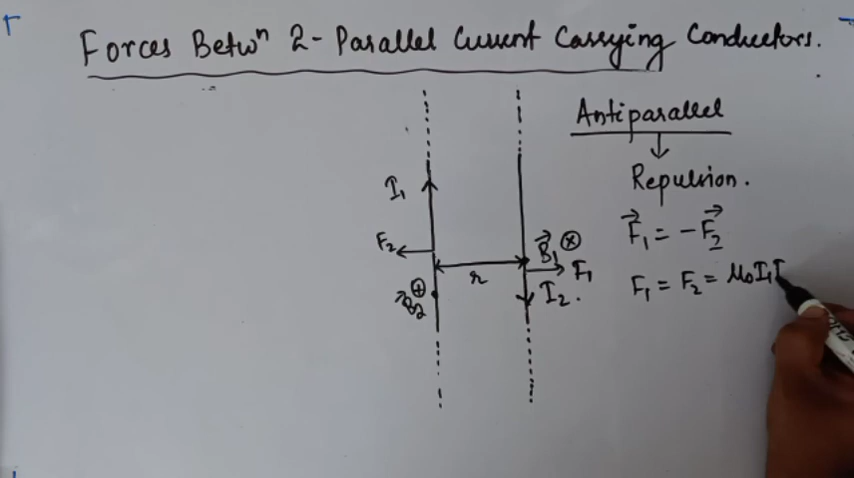 Forces Betwⁿ 2-Parallel Current Carrying Conductors.
Antiparallel
Repulsion.
I₁
F₂
r
B⃗₁ ⊗
F₁
I₂.
B⃗₂ ⊕
F⃗₁ = -F⃗₂
F₁ = F₂ = μ₀I₁I